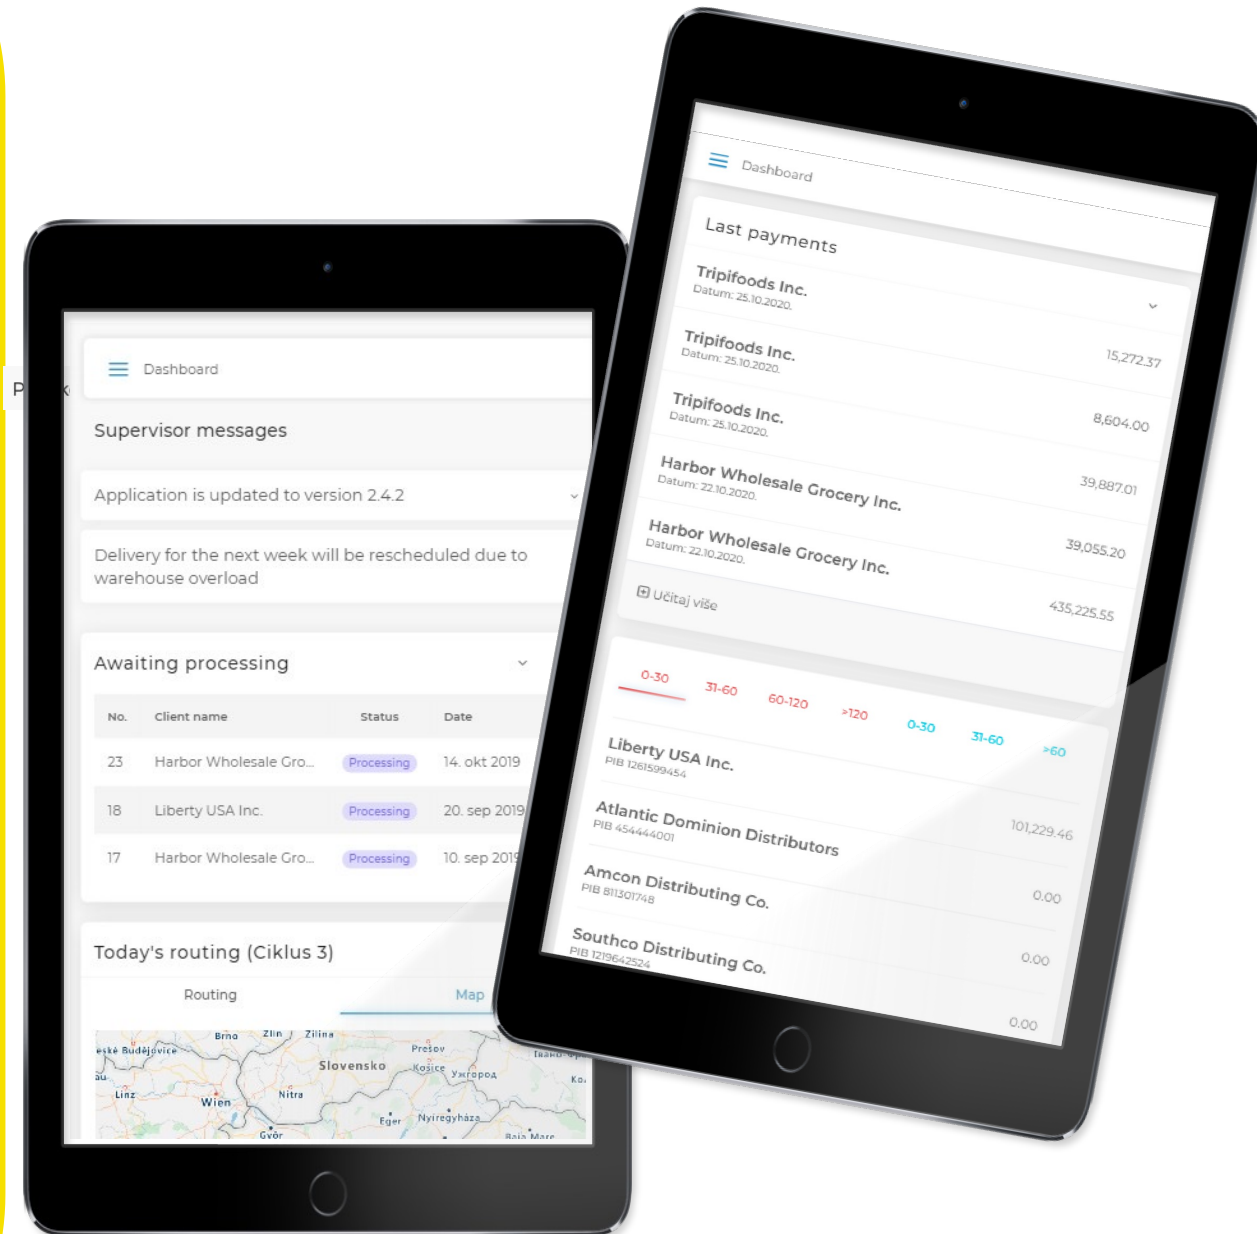 Dashboard
Supervisor messages
Application is updated to version 2.4.2
Delivery for the next week will be rescheduled due to
warehouse overload
Awaiting processing
No. Client name Status Date
23 Harbor Wholesale Gro... Processing 14. okt 2019
18 Liberty USA Inc. Processing 20. sep 2019
17 Harbor Wholesale Gro... Processing 10. sep 2019
Today's routing (Ciklus 3)
Routing Map
Brno Zlín Žilina
Prešov
Slovensko
Košice Ужгород
Linz
Wien
Nitra
Eger Nyíregyháza
Győr
Baia Mare
Dashboard
Last payments
Tripifoods Inc.
Datum: 25.10.2020.
15,272.37
Tripifoods Inc.
Datum: 25.10.2020.
8,604.00
Tripifoods Inc.
Datum: 25.10.2020.
39,887.01
Harbor Wholesale Grocery Inc.
Datum: 22.10.2020.
39,055.20
Harbor Wholesale Grocery Inc.
Datum: 22.10.2020.
435,225.55
Učitaj više
0-30 31-60 60-120 >120 0-30 31-60 >60
Liberty USA Inc.
PIB 1261599454
101,229.46
Atlantic Dominion Distributors
PIB 454444001
0.00
Amcon Distributing Co.
PIB 811301748
0.00
Southco Distributing Co.
PIB 1219642524
0.00